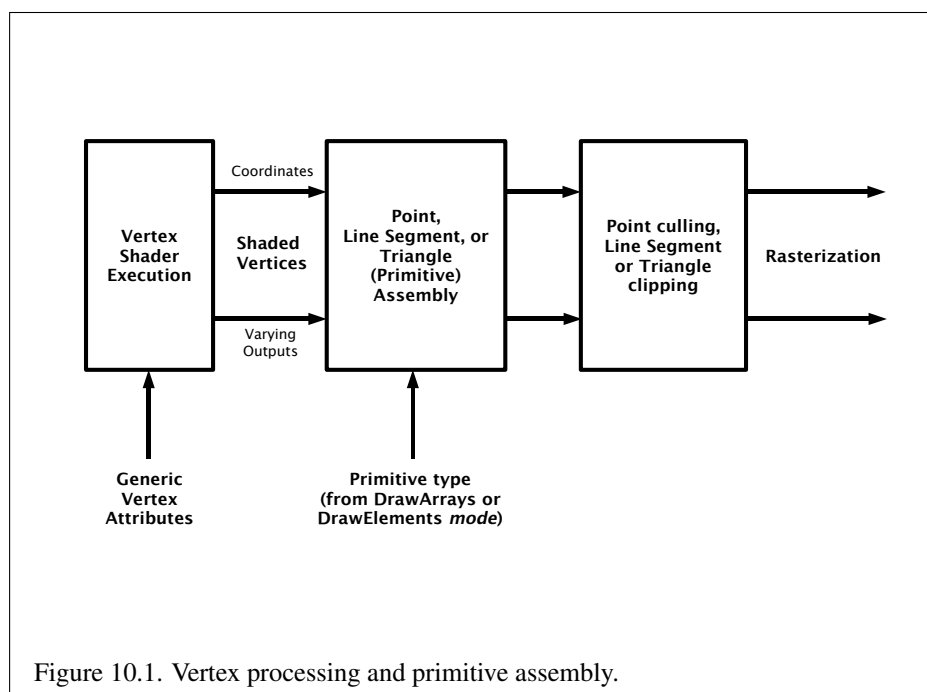 Coordinates
Vertex
Shader
Execution
Shaded
Vertices
Varying
Outputs
Point,
Line Segment, or
Triangle
(Primitive)
Assembly
Point culling,
Line Segment
or Triangle
clipping
Rasterization
Generic
Vertex
Attributes
Primitive type
(from DrawArrays or
DrawElements mode)
Figure 10.1. Vertex processing and primitive assembly.